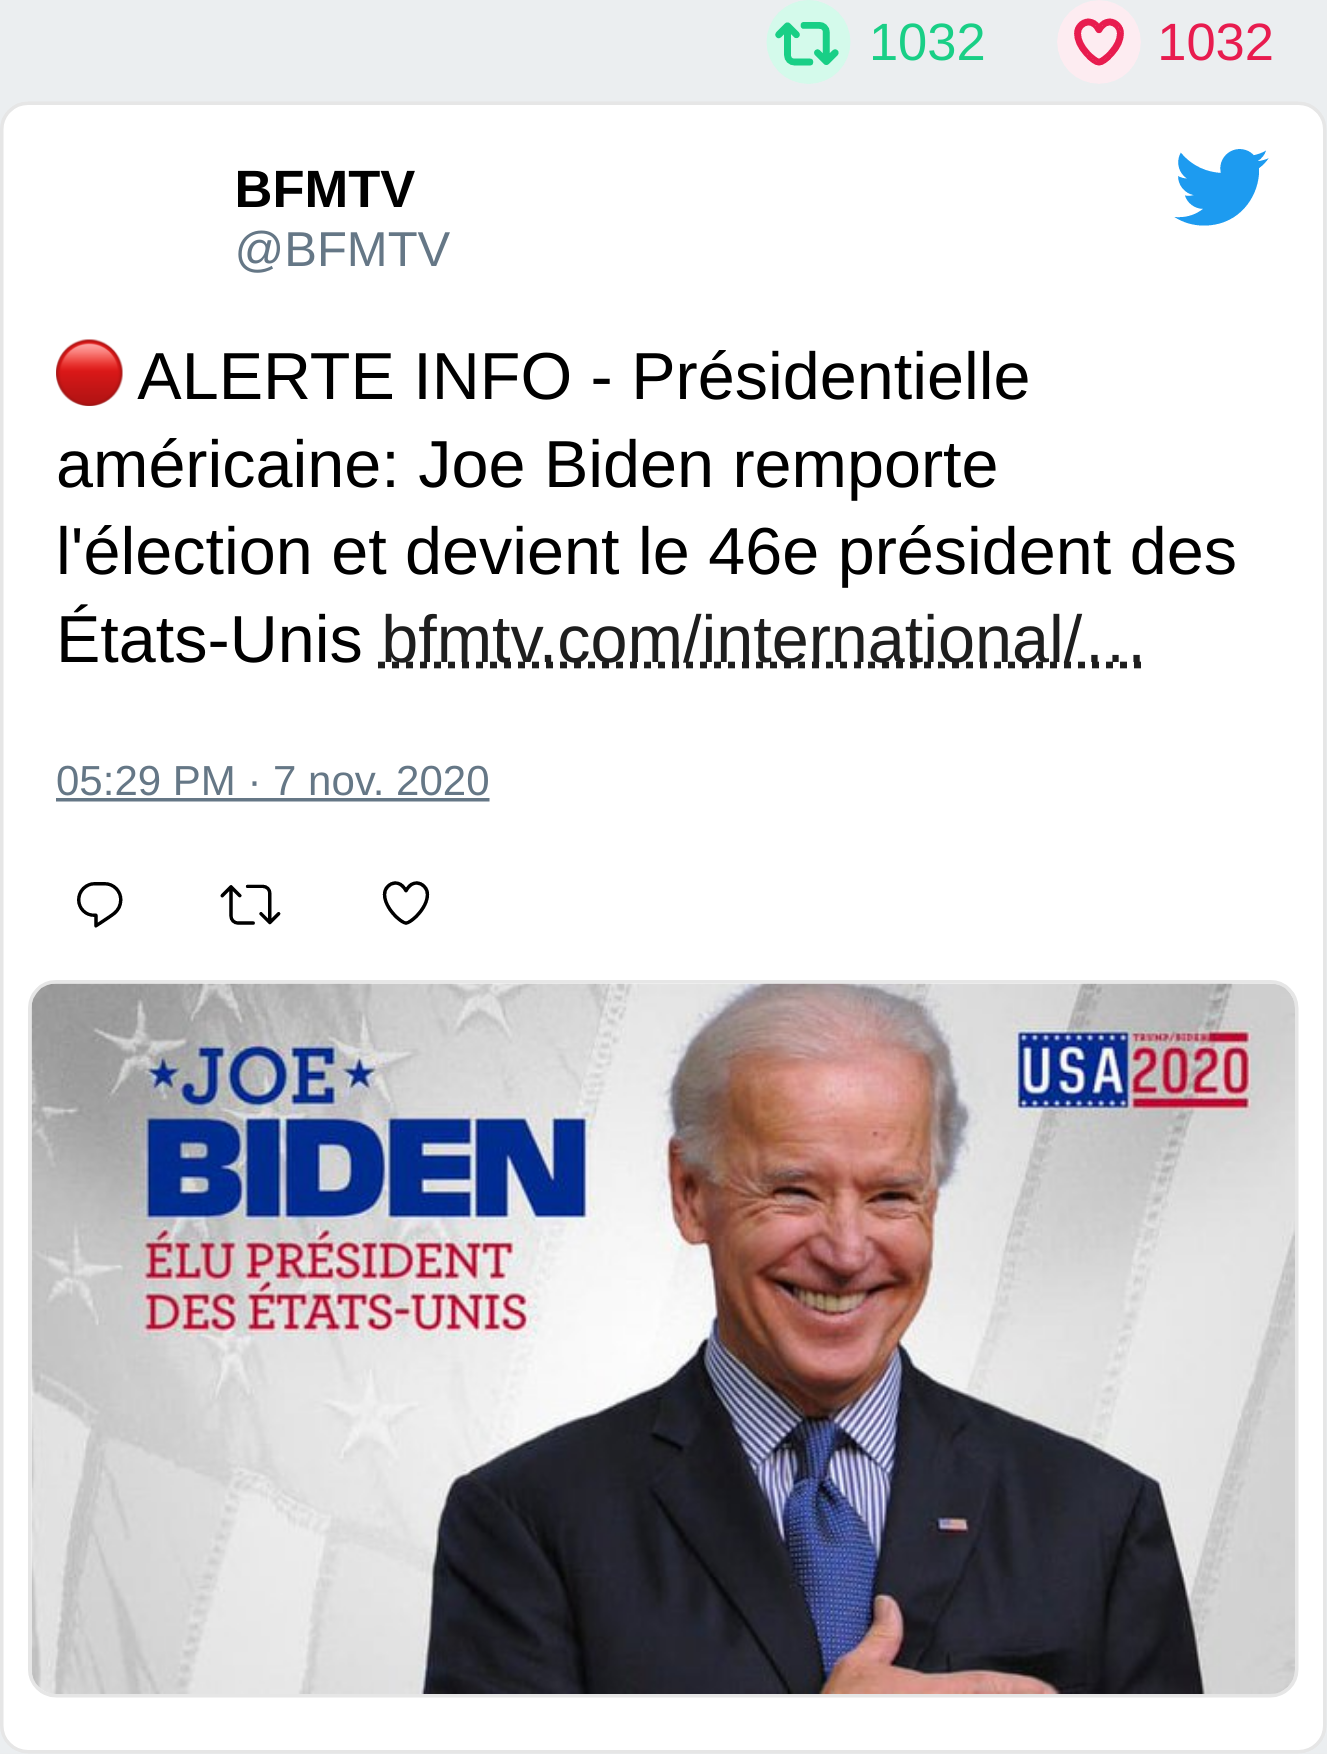 1032 1032
BFMTV
@BFMTV
🔴 ALERTE INFO - Présidentielle
américaine: Joe Biden remporte
l'élection et devient le 46e président des
États-Unis bfmtv.com/international/…
05:29 PM · 7 nov. 2020
JOE
BIDEN
ÉLU PRÉSIDENT
DES ÉTATS-UNIS
TRUMP/BIDEN
USA 2020